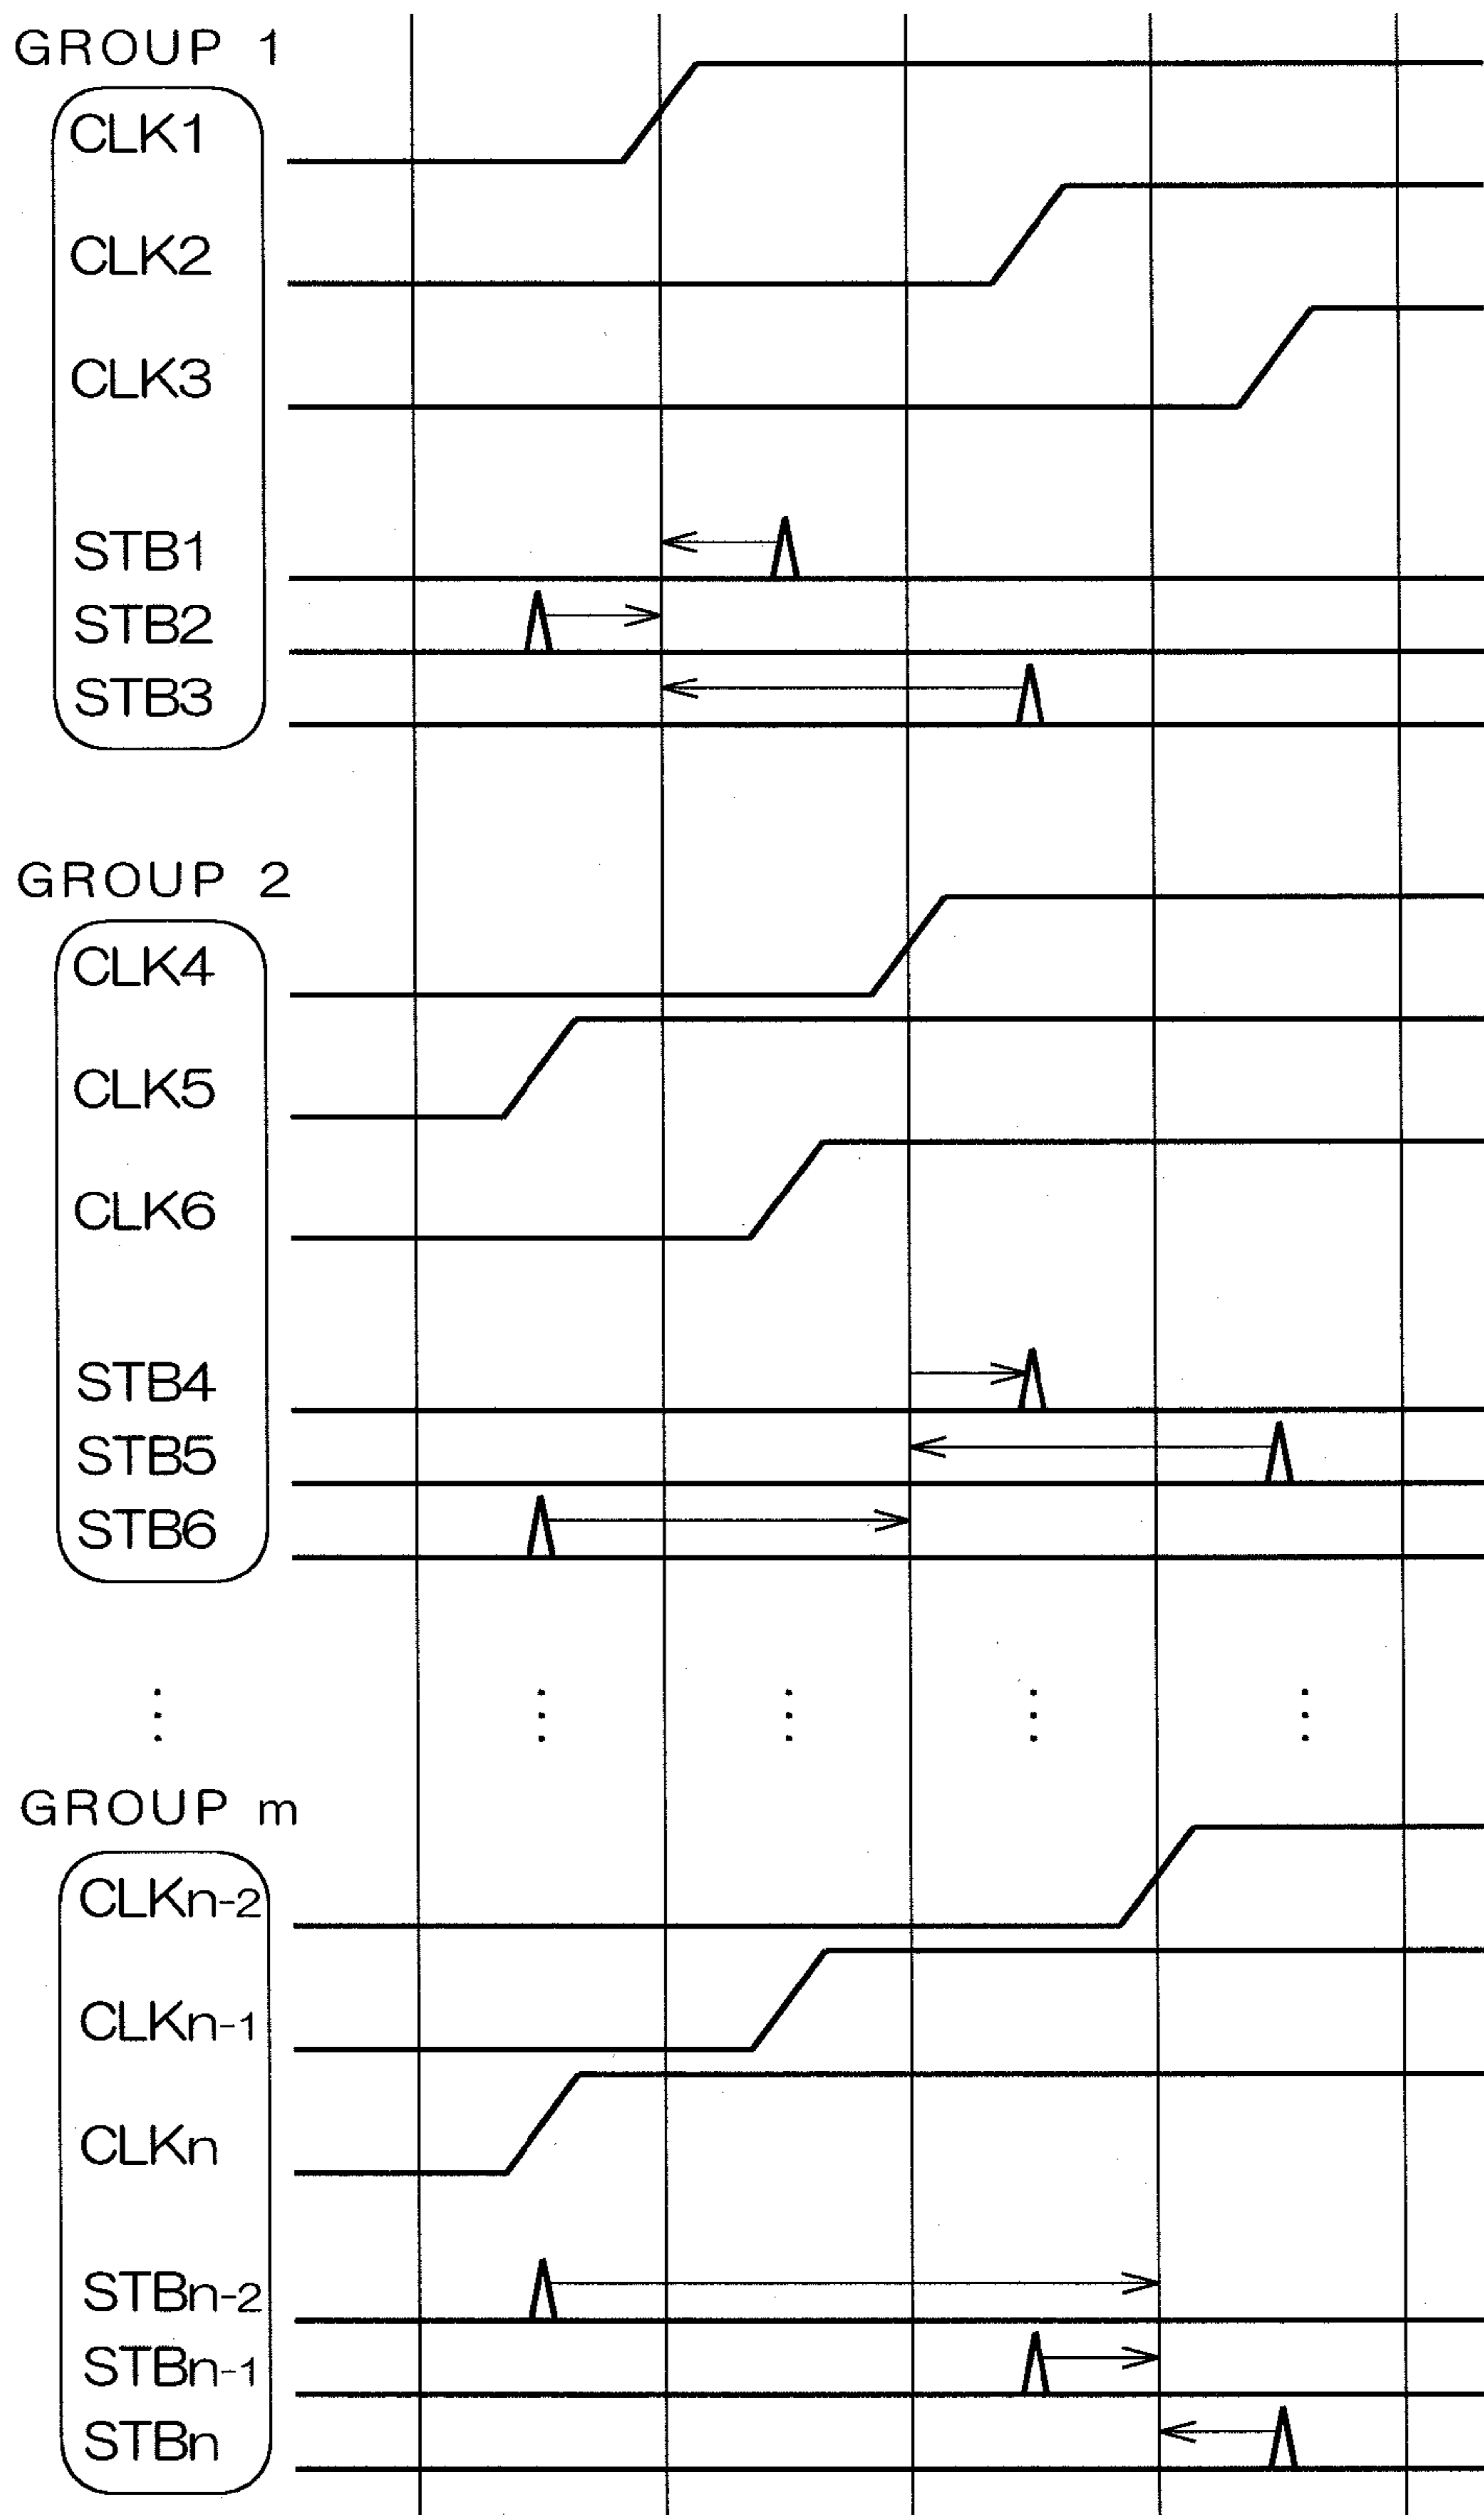 GROUP 1
CLK1
CLK2
CLK3
STB1
STB2
STB3
GROUP 2
CLK4
CLK5
CLK6
STB4
STB5
STB6
GROUP m
CLKn-2
CLKn-1
CLKn
STBn-2
STBn-1
STBn